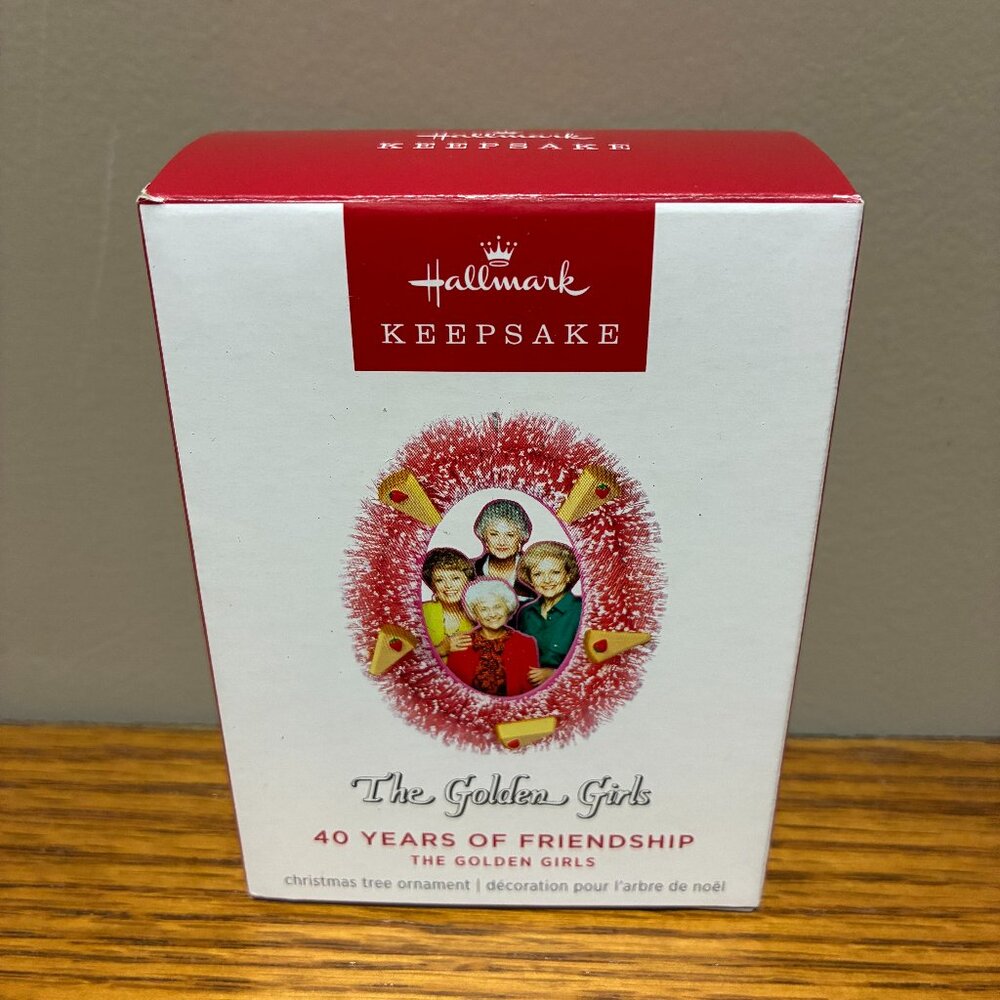 Hallmark
KEEPSAKE
Hallmark
KEEPSAKE
The Golden Girls
40 YEARS OF FRIENDSHIP
THE GOLDEN GIRLS
christmas tree ornament | décoration pour l'arbre de noël